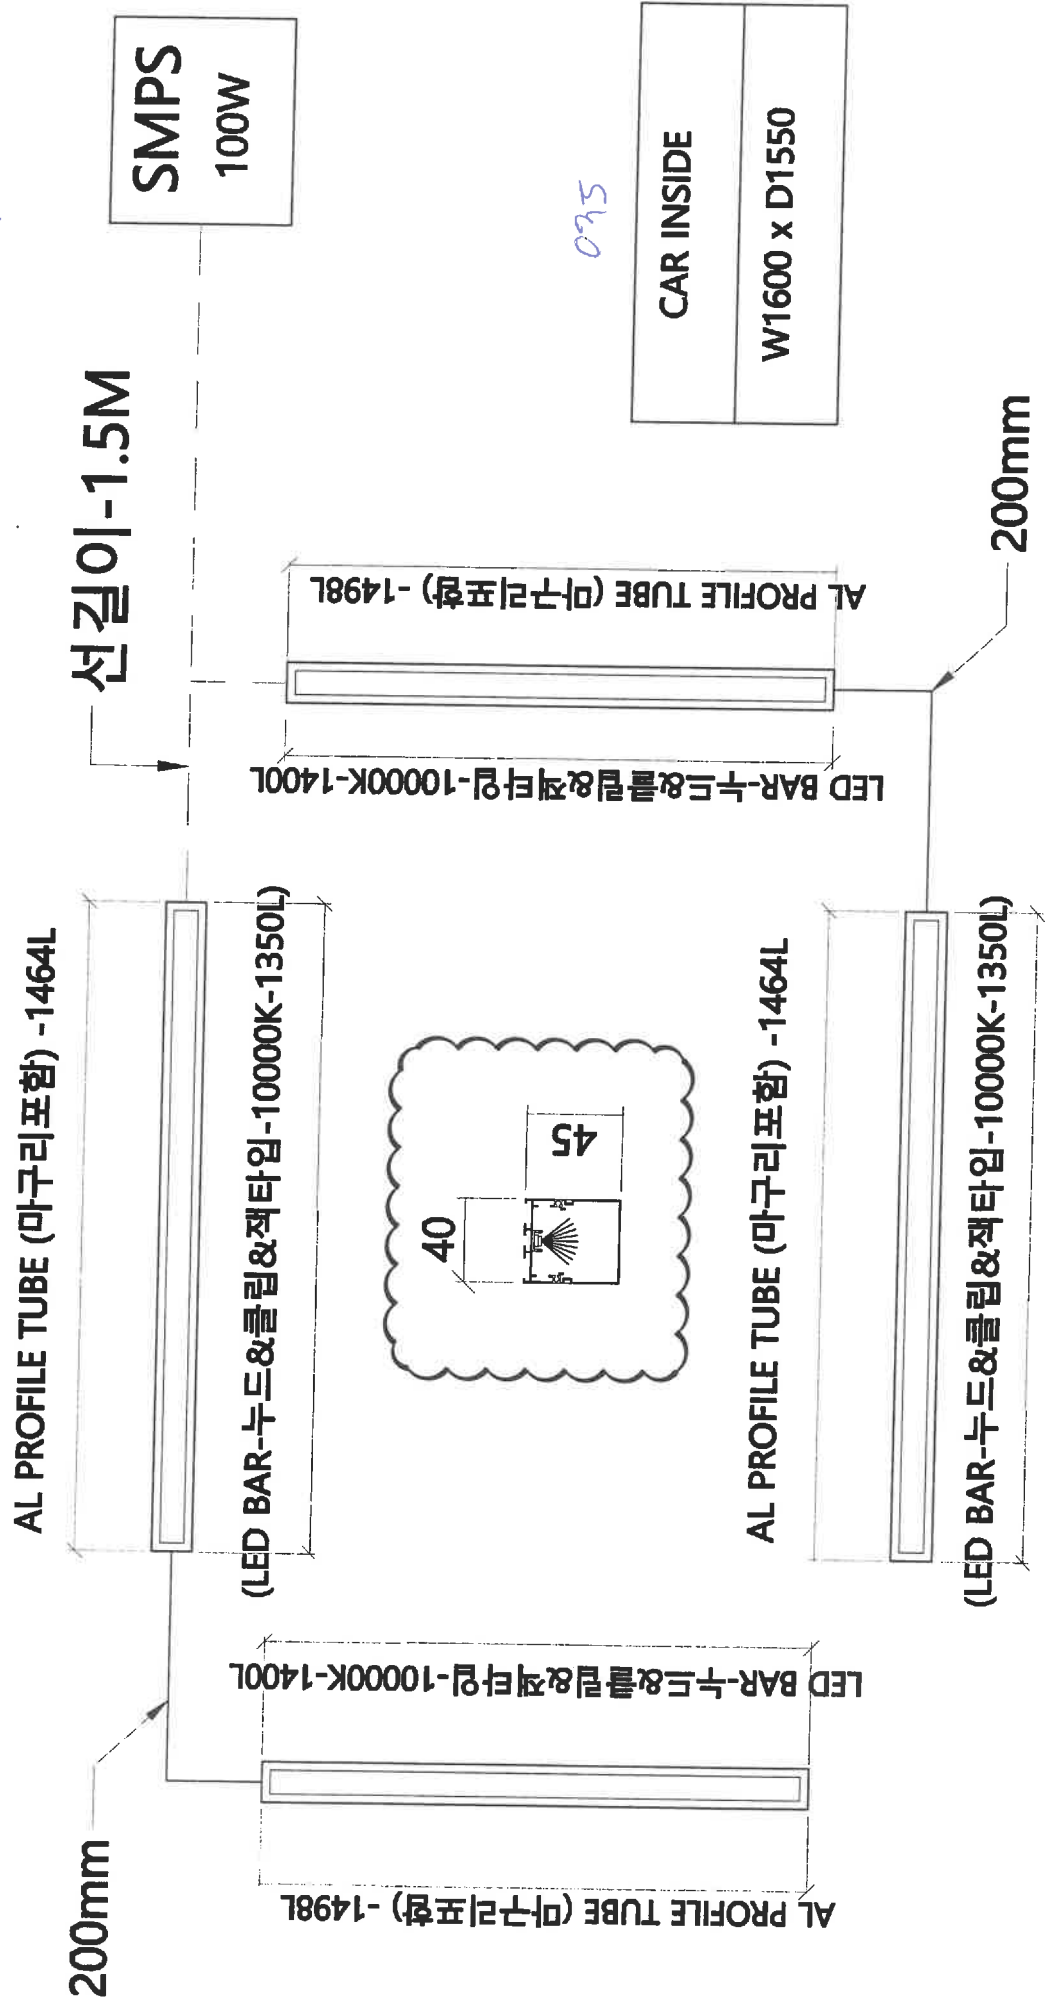 AL PROFILE TUBE (마구리포함) -1464L
선길이-1.5M
SMPS
100W
200mm
(LED BAR-누드&클립&잭타입-10000K-1350L)
AL PROFILE TUBE (마구리포함) -1498L
LED BAR-누드&클립&잭타입-10000K-1400L
40
45
LED BAR-누드&클립&잭타입-10000K-1400L
AL PROFILE TUBE (마구리포함) -1498L
CAR INSIDE
W1600 x D1550
AL PROFILE TUBE (마구리포함) -1464L
(LED BAR-누드&클립&잭타입-10000K-1350L)
200mm